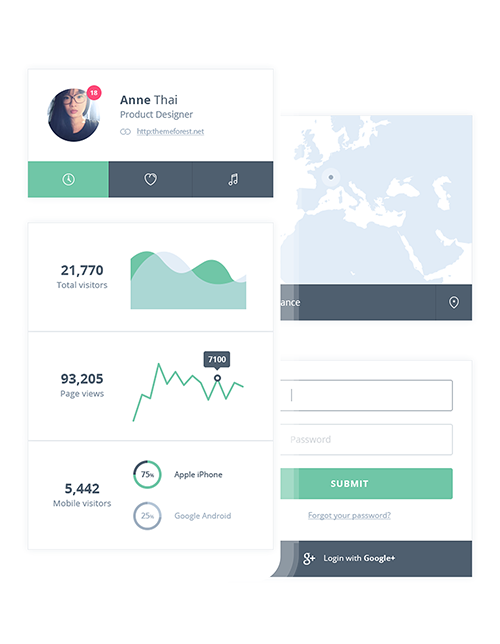 18
Anne Thai
Product Designer
http:themeforest.net
21,770
Total visitors
93,205
Page views
7100
5,442
Mobile visitors
75%
Apple iPhone
25%
Google Android
ance
Password
SUBMIT
Forgot your password?
g+ Login with Google+